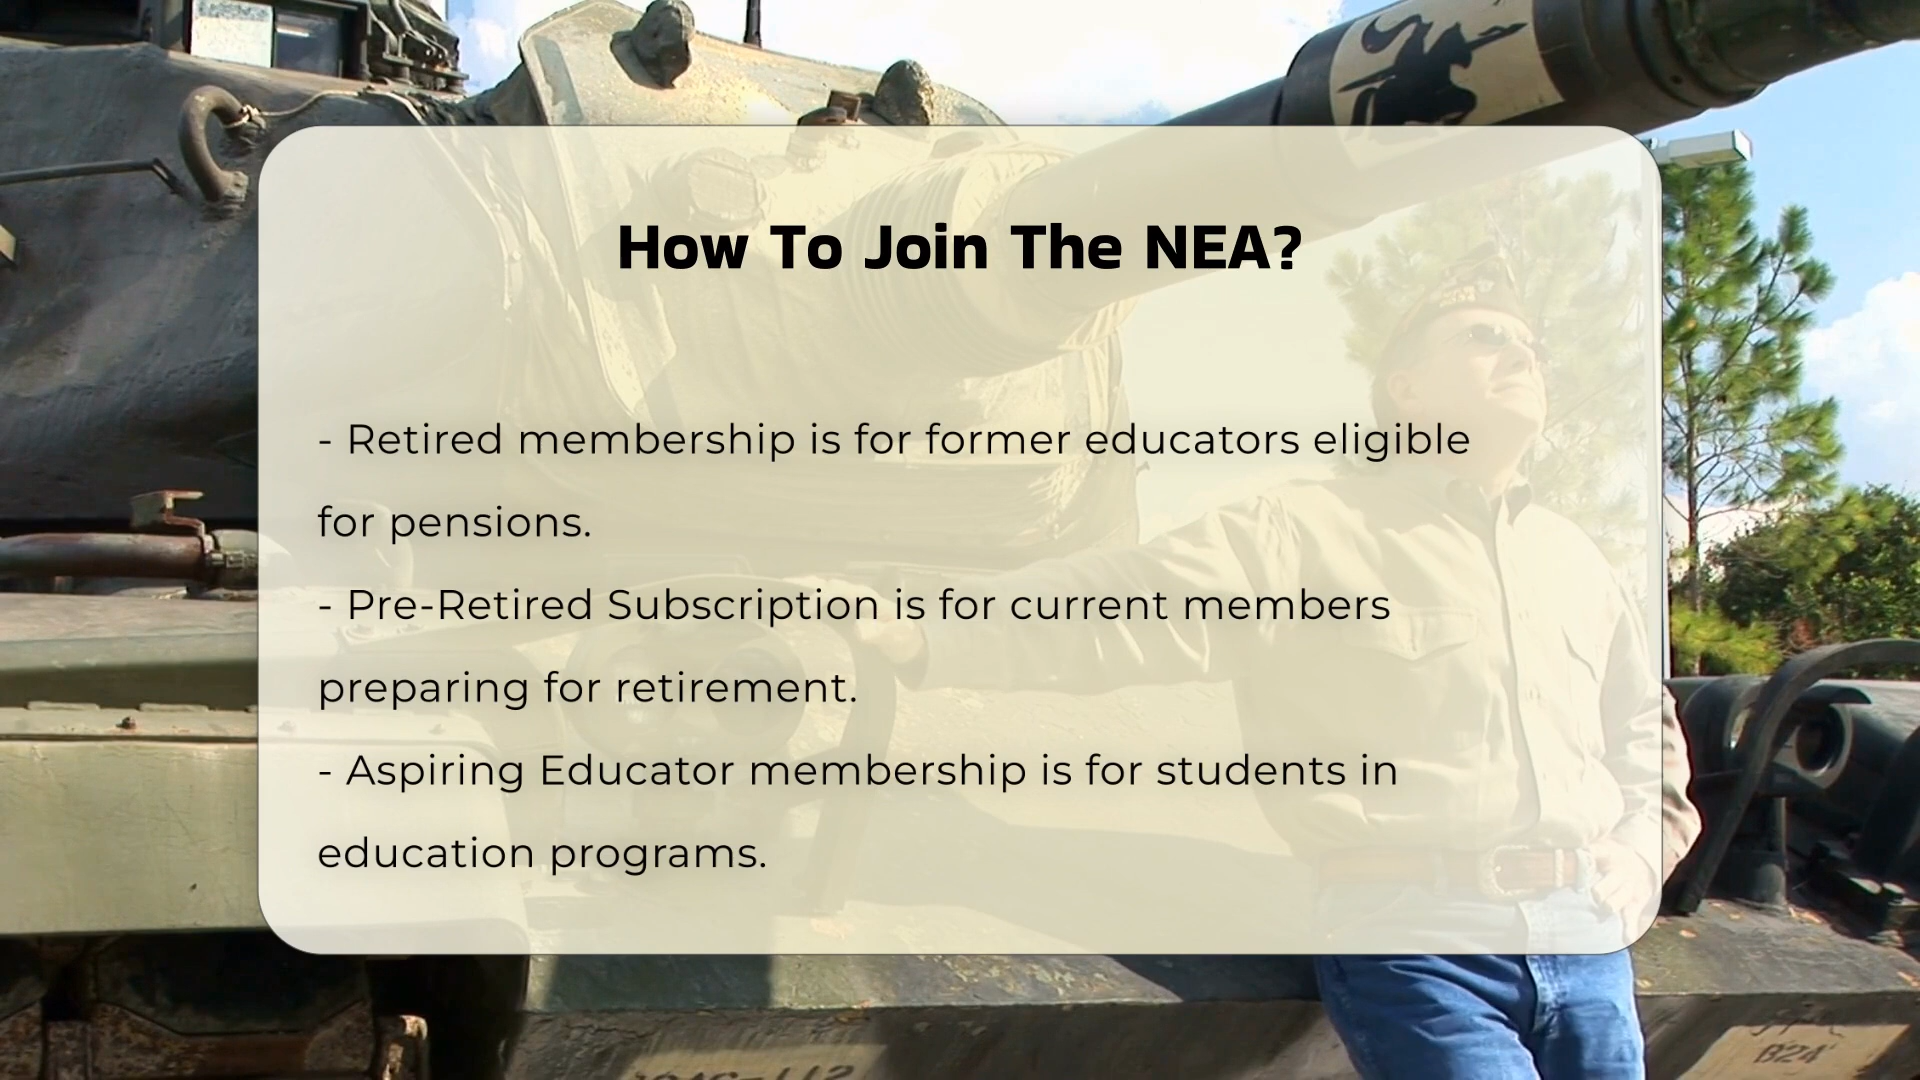 How To Join The NEA?
- Retired membership is for former educators eligible
for pensions.
- Pre-Retired Subscription is for current members
preparing for retirement.
- Aspiring Educator membership is for students in
education programs.
B24